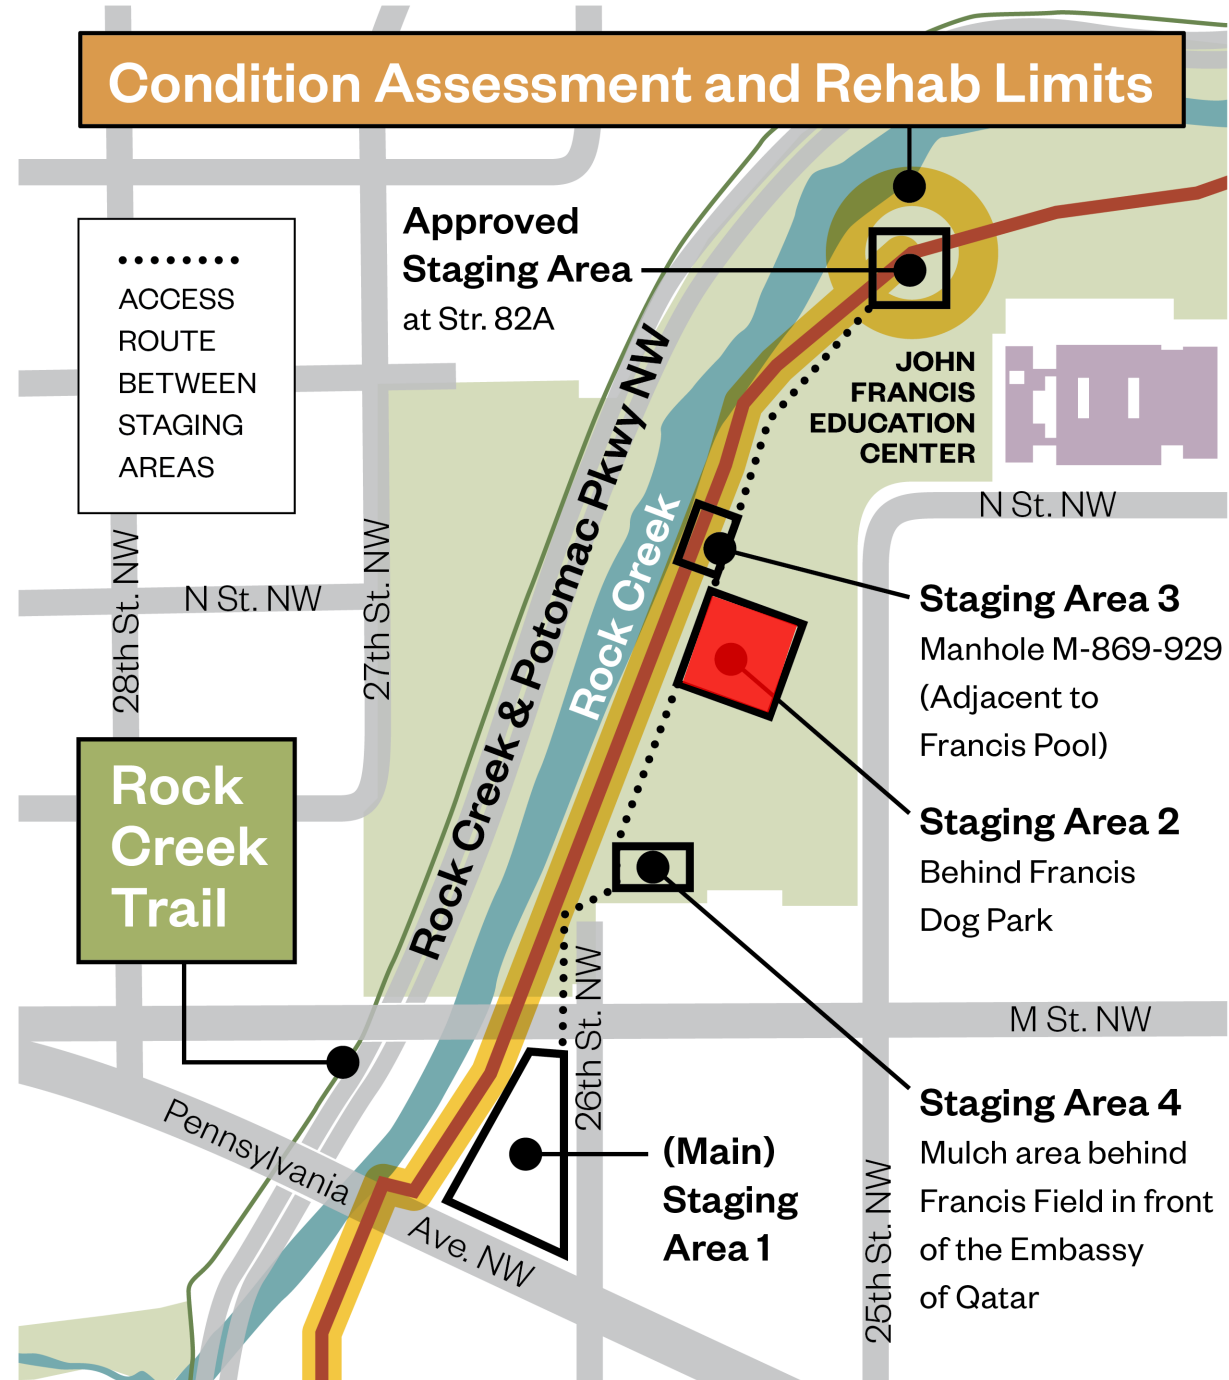 Condition Assessment and Rehab Limits
Approved
Staging Area
at Str. 82A
ACCESS
ROUTE
BETWEEN
STAGING
AREAS
JOHN
FRANCIS
EDUCATION
CENTER
Rock Creek & Potomac Pkwy NW
Rock Creek
N St. NW
28th St. NW
N St. NW
27th St. NW
Staging Area 3
Manhole M-869-929
(Adjacent to
Francis Pool)
Rock
Creek
Trail
Staging Area 2
Behind Francis
Dog Park
M St. NW
26th St. NW
Pennsylvania
Ave. NW
(Main)
Staging
Area 1
25th St. NW
Staging Area 4
Mulch area behind
Francis Field in front
of the Embassy
of Qatar